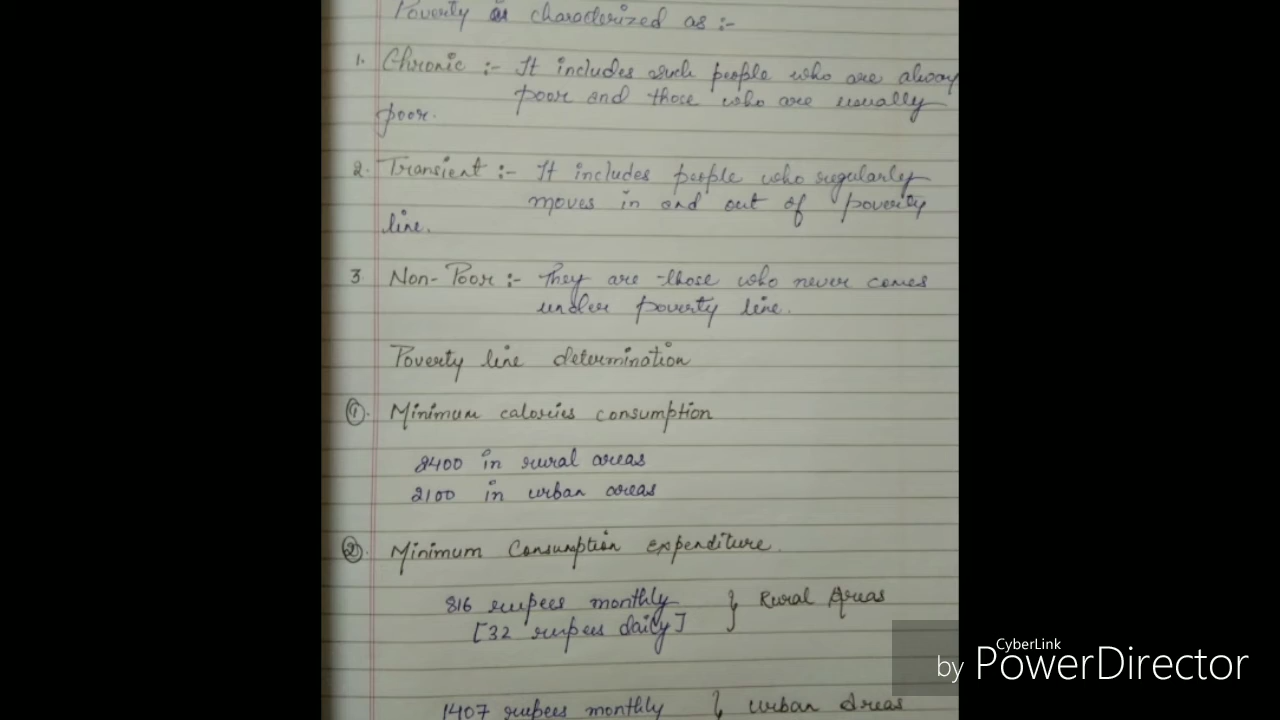 Poverty is characterized as :-
1. Chronic :- It includes such people who are alway
poor and those who are usually
poor.
2. Transient :- It includes people who regularly
moves in and out of poverty
line.
3 Non-Poor :- They are those who never comes
under poverty line.
Poverty line determination
①. Minimum calories consumption
2400 in rural areas
2100 in urban areas
②. Minimum Consumption Expenditure.
816 rupees monthly } Rural Areas
[32 rupees daily]
1407 rupees monthly } urban Areas
CyberLink
by PowerDirector